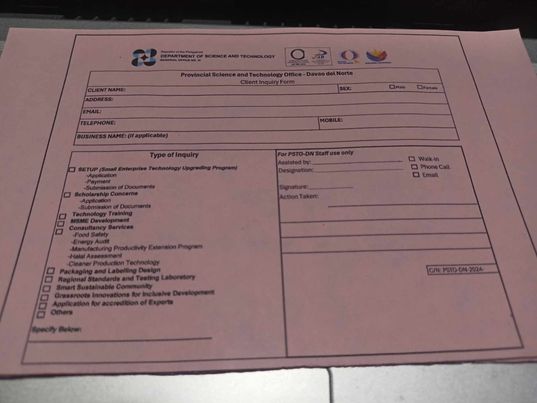 Republic of the Philippines
DEPARTMENT OF SCIENCE AND TECHNOLOGY
REGIONAL OFFICE NO. XI
Provincial Science and Technology Office - Davao del Norte
Client Inquiry Form
CLIENT NAME:
SEX: Male Female
ADDRESS:
EMAIL:
TELEPHONE:
MOBILE:
BUSINESS NAME: (if applicable)
Type of Inquiry
SETUP (Small Enterprise Technology Upgrading Program)
-Application
-Payment
-Submission of Documents
Scholarship Concerns
-Application
-Submission of Documents
Technology Training
MSME Development
Consultancy Services
-Food Safety
-Energy Audit
-Manufacturing Productivity Extension Program
-Halal Assessment
-Cleaner Production Technology
Packaging and Labelling Design
Regional Standards and Testing Laboratory
Smart Sustainable Community
Grassroots Innovations for Inclusive Development
Application for accreditation of Experts
Others
Specify Below:
For PSTO-DN Staff use only
Assisted by:
Walk-in
Designation:
Phone Call
Email
Signature:
Action Taken:
C/N: PSTO-DN-2024-